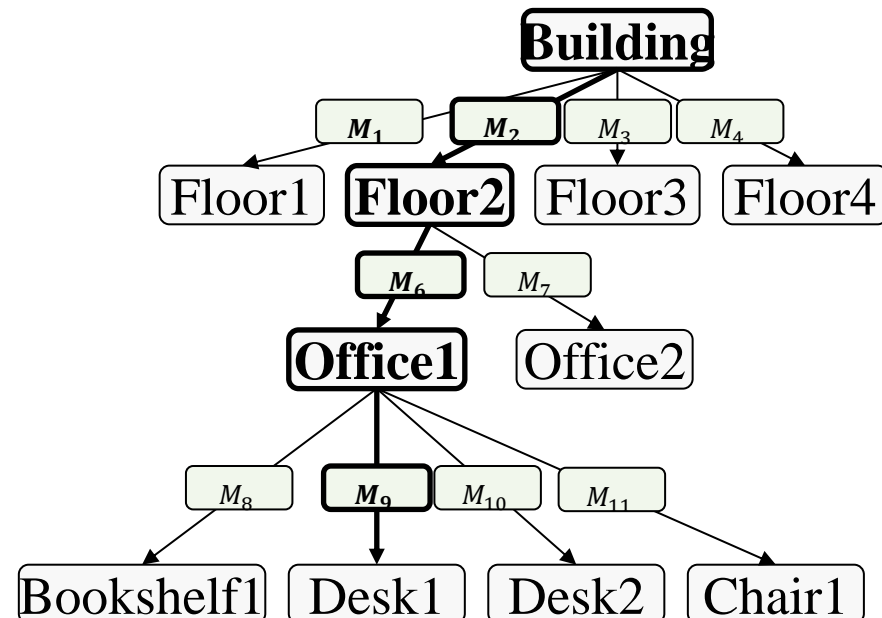 Building
M₁ M₂ M₃ M₄
Floor1 Floor2 Floor3 Floor4
M₆ M₇
Office1 Office2
M₈ M₉ M₁₀ M₁₁
Bookshelf1 Desk1 Desk2 Chair1